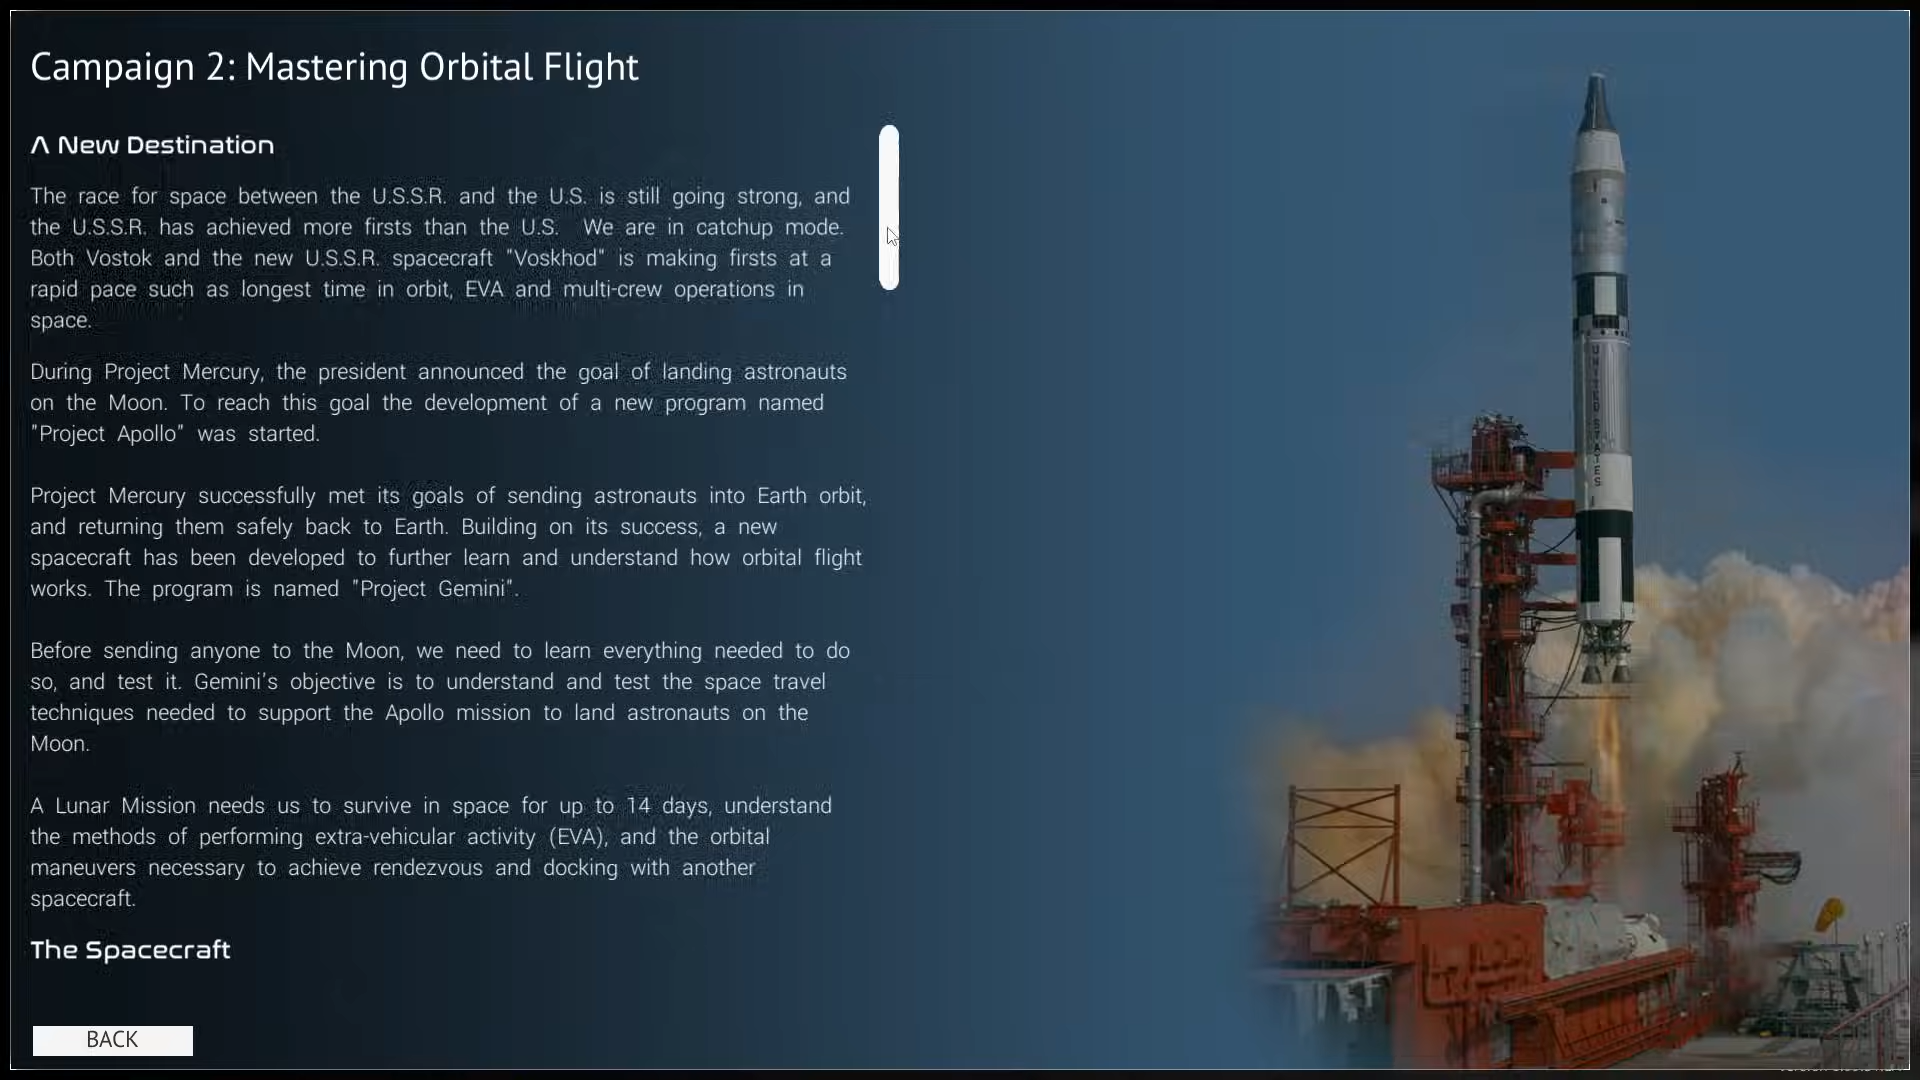 Campaign 2: Mastering Orbital Flight
A New Destination
The race for space between the U.S.S.R. and the U.S. is still going strong, and
the U.S.S.R. has achieved more firsts than the U.S. We are in catchup mode.
Both Vostok and the new U.S.S.R. spacecraft "Voskhod" is making firsts at a
rapid pace such as longest time in orbit, EVA and multi-crew operations in
space.
During Project Mercury, the president announced the goal of landing astronauts
on the Moon. To reach this goal the development of a new program named
"Project Apollo" was started.
Project Mercury successfully met its goals of sending astronauts into Earth orbit,
and returning them safely back to Earth. Building on its success, a new
spacecraft has been developed to further learn and understand how orbital flight
works. The program is named "Project Gemini".
Before sending anyone to the Moon, we need to learn everything needed to do
so, and test it. Gemini's objective is to understand and test the space travel
techniques needed to support the Apollo mission to land astronauts on the
Moon.
A Lunar Mission needs us to survive in space for up to 14 days, understand
the methods of performing extra-vehicular activity (EVA), and the orbital
maneuvers necessary to achieve rendezvous and docking with another
spacecraft.
The Spacecraft
BACK
UNITED STATES